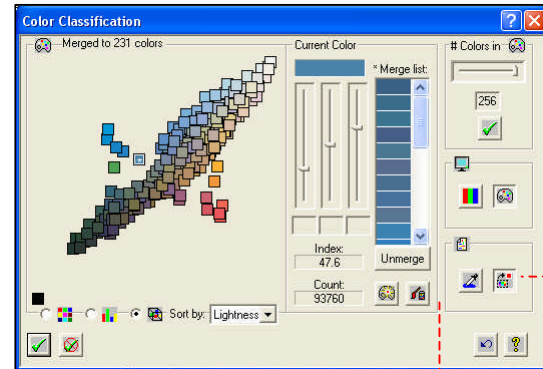 Color Classification
Merged to 231 colors
Current Color
* Merge list:
# Colors in
256
Index:
47.6
Unmerge
Count:
93760
Sort by: Lightness